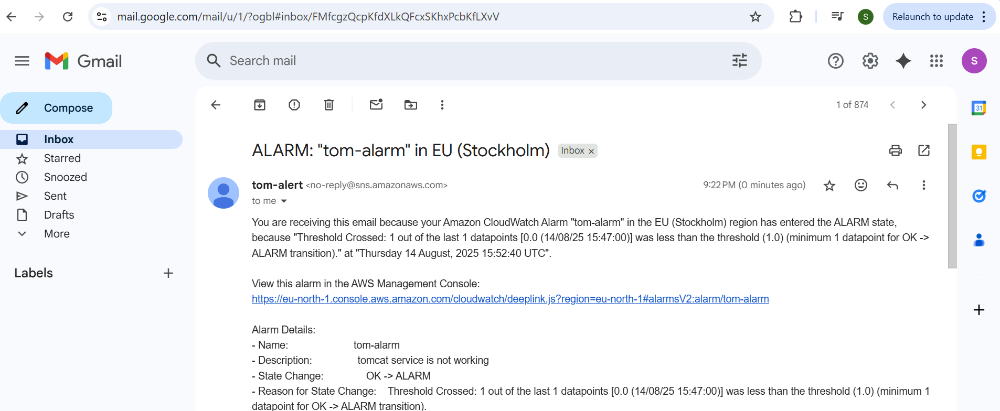 mail.google.com/mail/u/1/?ogbl#inbox/FMfcgzQcpKfdXLkQFcxSKhxPcbKfLXvV
S
Relaunch to update
Gmail
Search mail
S
Compose
1 of 874
31
Inbox
Starred
Snoozed
Sent
Drafts
More
Labels
ALARM: "tom-alarm" in EU (Stockholm)
Inbox ×
tom-alert <no-reply@sns.amazonaws.com>
9:22 PM (0 minutes ago)
to me
You are receiving this email because your Amazon CloudWatch Alarm "tom-alarm" in the EU (Stockholm) region has entered the ALARM state,
because "Threshold Crossed: 1 out of the last 1 datapoints [0.0 (14/08/25 15:47:00)] was less than the threshold (1.0) (minimum 1 datapoint for OK ->
ALARM transition)." at "Thursday 14 August, 2025 15:52:40 UTC".
View this alarm in the AWS Management Console:
https://eu-north-1.console.aws.amazon.com/cloudwatch/deeplink.js?region=eu-north-1#alarmsV2:alarm/tom-alarm
Alarm Details:
- Name: tom-alarm
- Description: tomcat service is not working
- State Change: OK -> ALARM
- Reason for State Change: Threshold Crossed: 1 out of the last 1 datapoints [0.0 (14/08/25 15:47:00)] was less than the threshold (1.0) (minimum 1
datapoint for OK -> ALARM transition).